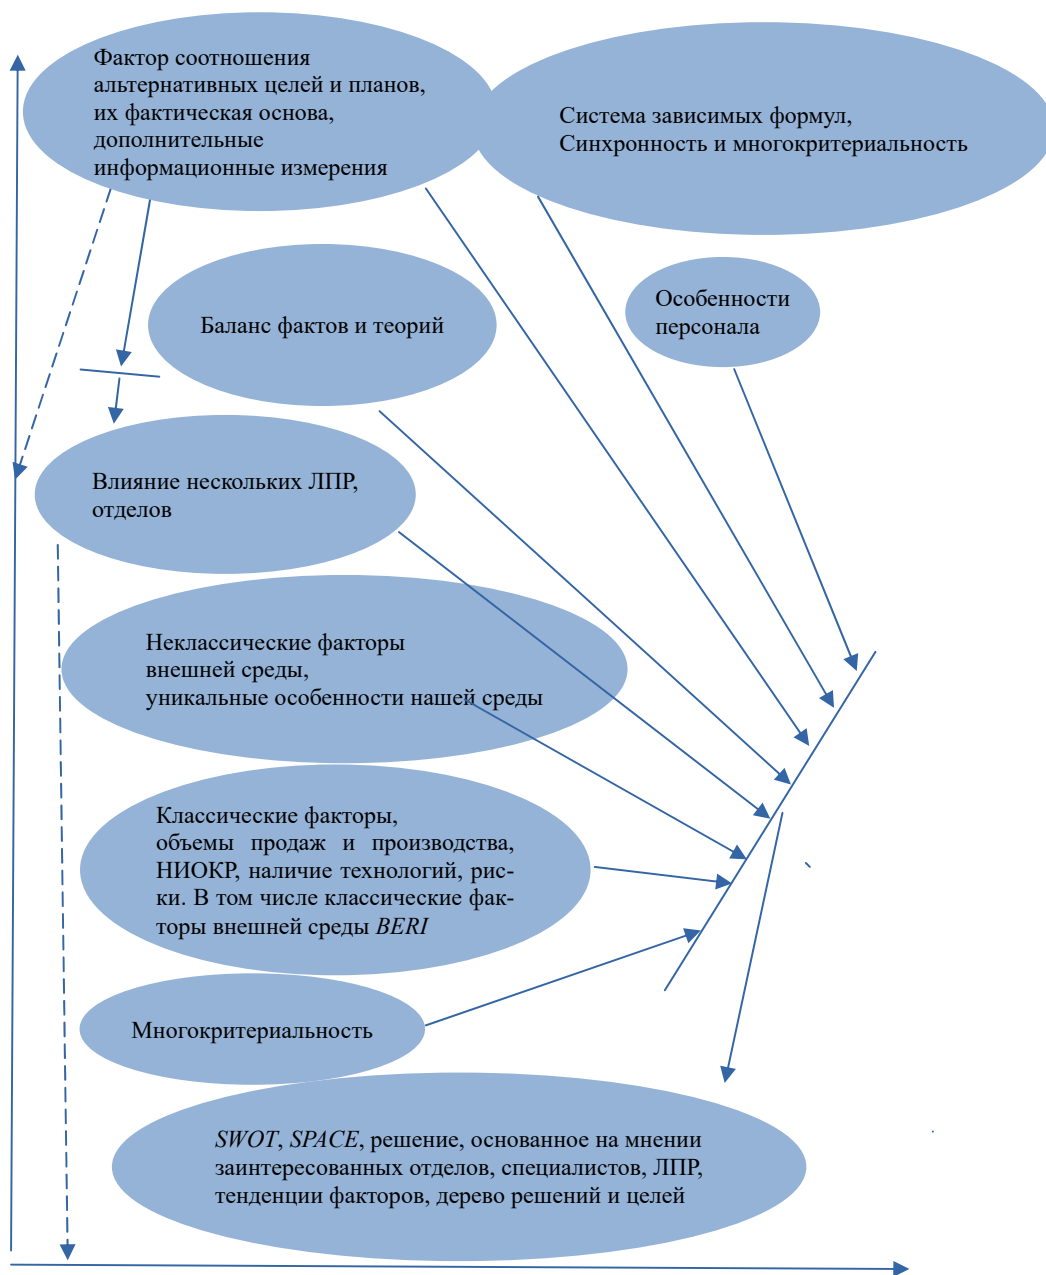 Фактор соотношения
альтернативных целей и планов,
их фактическая основа,
дополнительные
информационные измерения
Система зависимых формул,
Синхронность и многокритериальность
Особенности
персонала
Баланс фактов и теорий
Влияние нескольких ЛПР,
отделов
Неклассические факторы
внешней среды,
уникальные особенности нашей среды
Классические факторы,
объемы продаж и производства,
НИОКР, наличие технологий, рис-
ки. В том числе классические фак-
торы внешней среды BERI
Многокритериальность
SWOT, SPACE, решение, основанное на мнении
заинтересованных отделов, специалистов, ЛПР,
тенденции факторов, дерево решений и целей